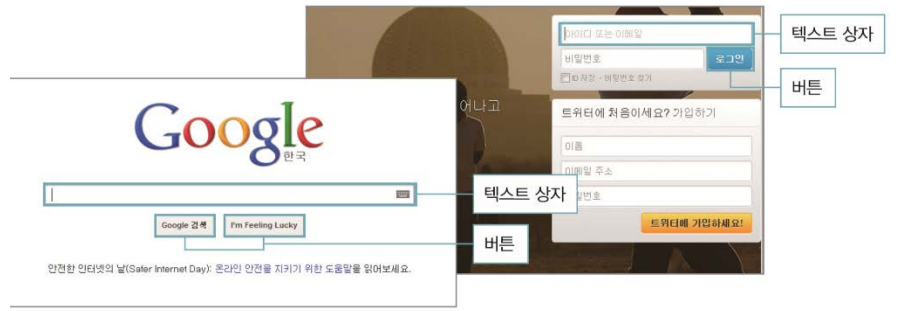 아이디 또는 이메일
텍스트 상자
비밀번호
로그인
ID 저장 · 비밀번호 찾기
버튼
어나고
트위터에 처음이세요? 가입하기
이름
이메일 주소
비밀번호
트위터에 가입하세요!
Google
한국
텍스트 상자
Google 검색
I'm Feeling Lucky
버튼
안전한 인터넷의 날(Safer Internet Day): 온라인 안전을 지키기 위한 도움말을 읽어보세요.